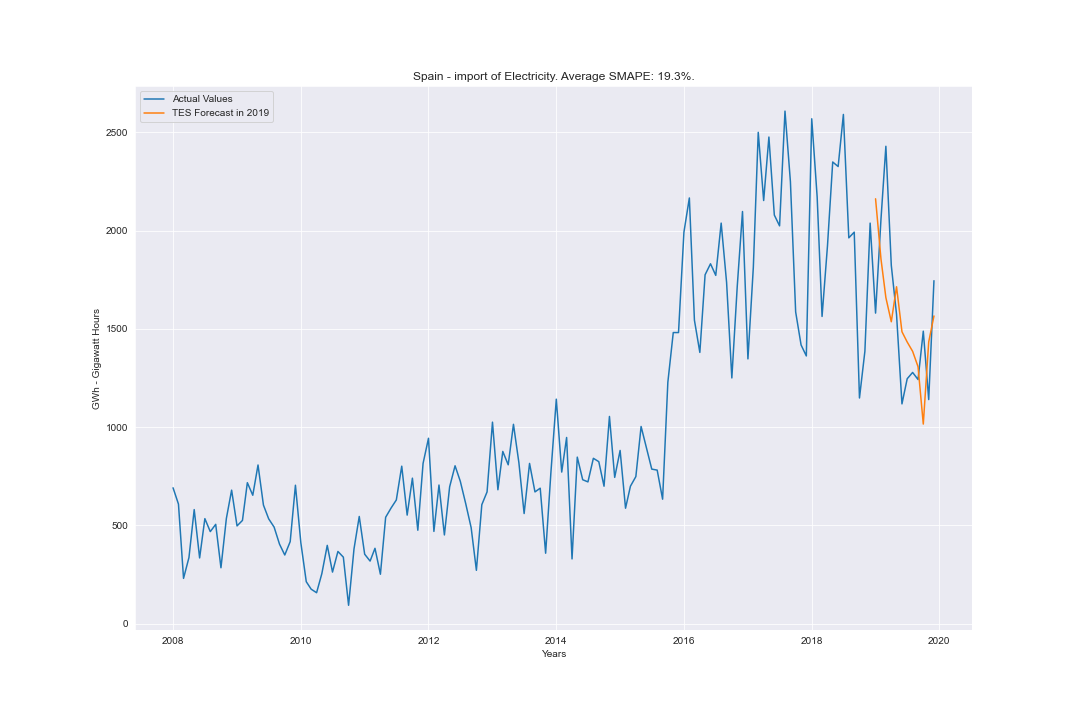 Spain - import of Electricity. Average SMAPE: 19.3%.
Actual Values
TES Forecast in 2019
2500
2000
1500
1000
500
0
GWh - Gigawatt Hours
2008 2010 2012 2014 2016 2018 2020
Years